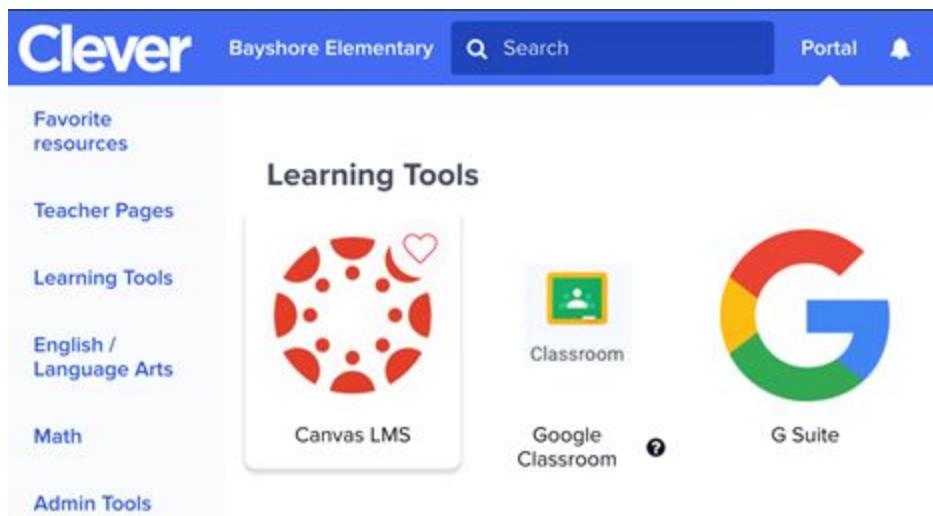 Clever
Bayshore Elementary
Search
Portal
Favorite
resources
Teacher Pages
Learning Tools
English /
Language Arts
Math
Admin Tools
Learning Tools
Classroom
Canvas LMS
Google
Classroom
?
G Suite